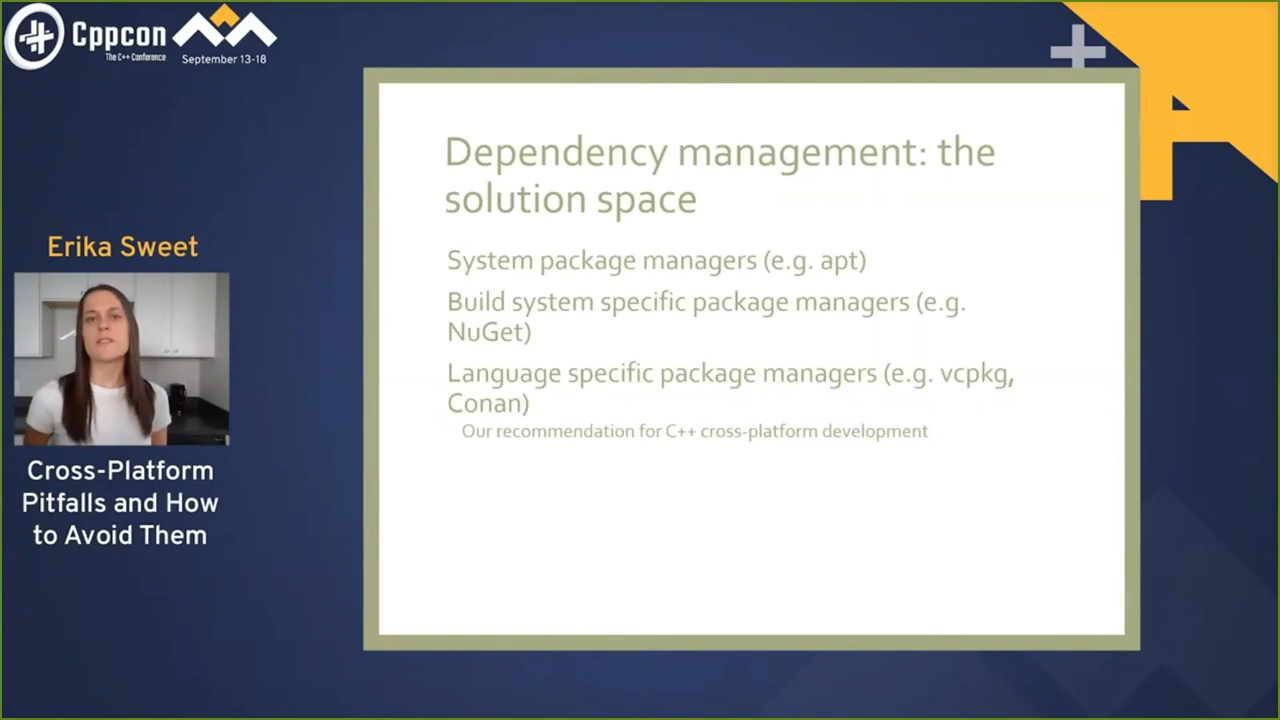 Cppcon
The C++ Conference
September 13-18
Erika Sweet
Cross-Platform
Pitfalls and How
to Avoid Them
Dependency management: the
solution space
System package managers (e.g. apt)
Build system specific package managers (e.g.
NuGet)
Language specific package managers (e.g. vcpkg,
Conan)
Our recommendation for C++ cross-platform development